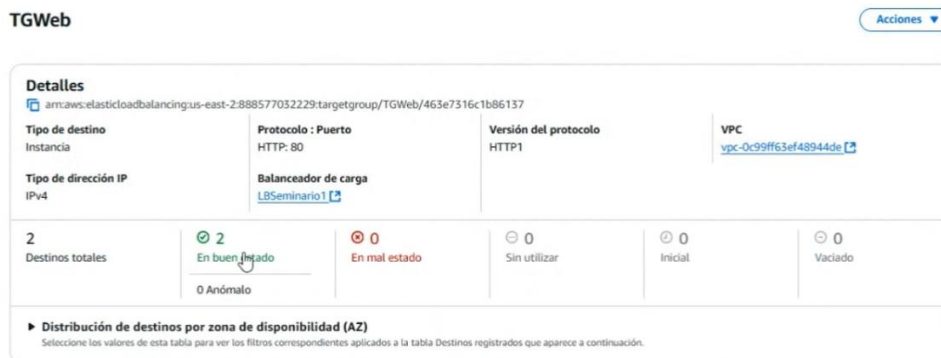 TGWeb
Acciones
Detalles
arn:aws:elasticloadbalancing:us-east-2:888577032229:targetgroup/TGWeb/463e7316c1b86137
Tipo de destino
Instancia
Protocolo : Puerto
HTTP: 80
Versión del protocolo
HTTP1
VPC
vpc-0c99ff63ef48944de
Tipo de dirección IP
IPv4
Balanceador de carga
LBSeminario1
2
Destinos totales
2
En buen estado
0 Anómalo
0
En mal estado
0
Sin utilizar
0
Inicial
0
Vaciado
Distribución de destinos por zona de disponibilidad (AZ)
Seleccione los valores de esta tabla para ver los filtros correspondientes aplicados a la tabla Destinos registrados que aparece a continuación.